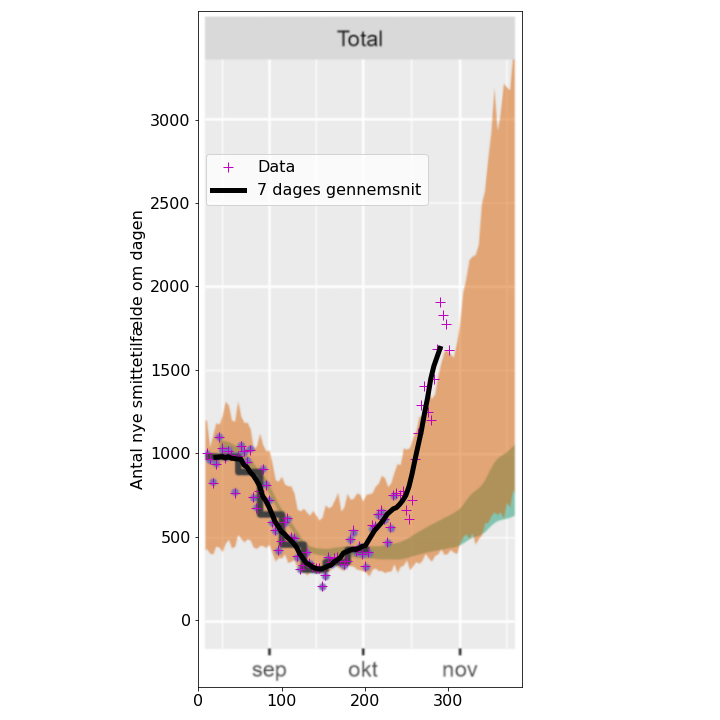 Total
3000
2500
2000
1500
1000
500
0
Data
7 dages gennemsnit
Antal nye smittetilfælde om dagen
sep okt nov
0 100 200 300